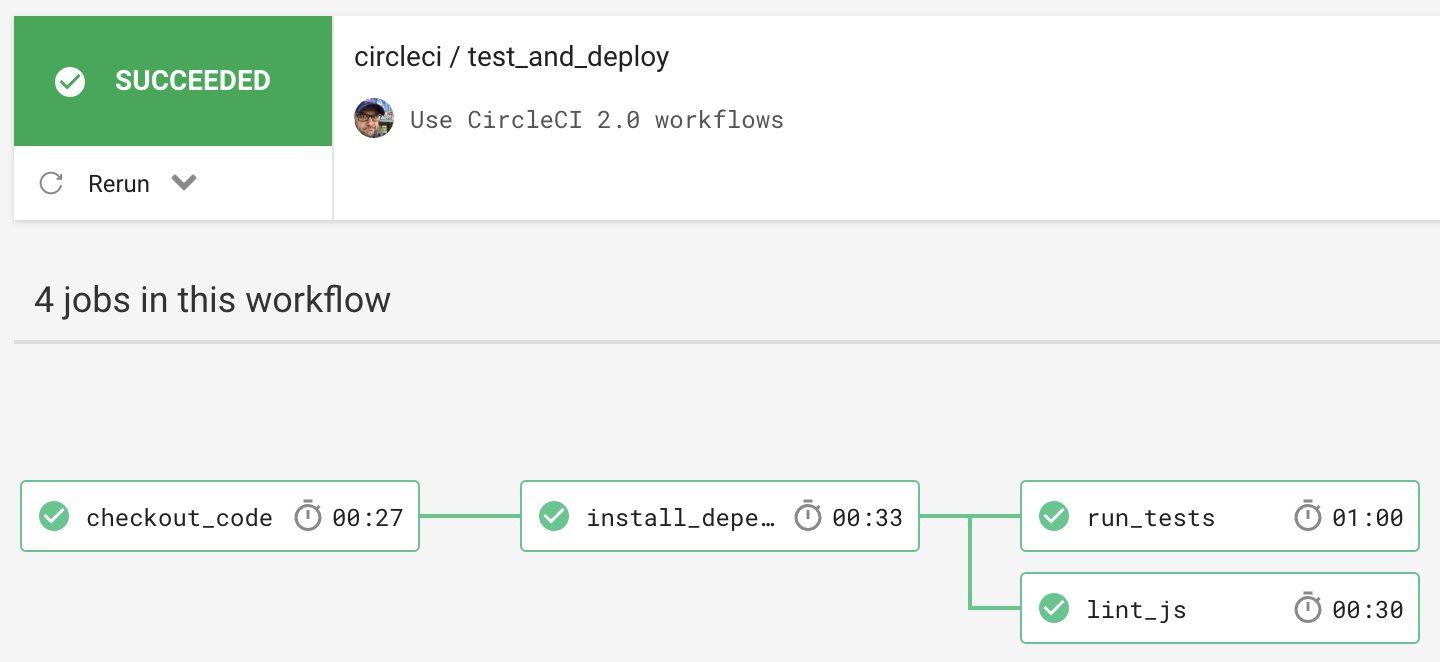 SUCCEEDED
circleci / test_and_deploy
Use CircleCI 2.0 workflows
Rerun
4 jobs in this workflow
checkout_code 00:27
install_depe… 00:33
run_tests 01:00
lint_js 00:30